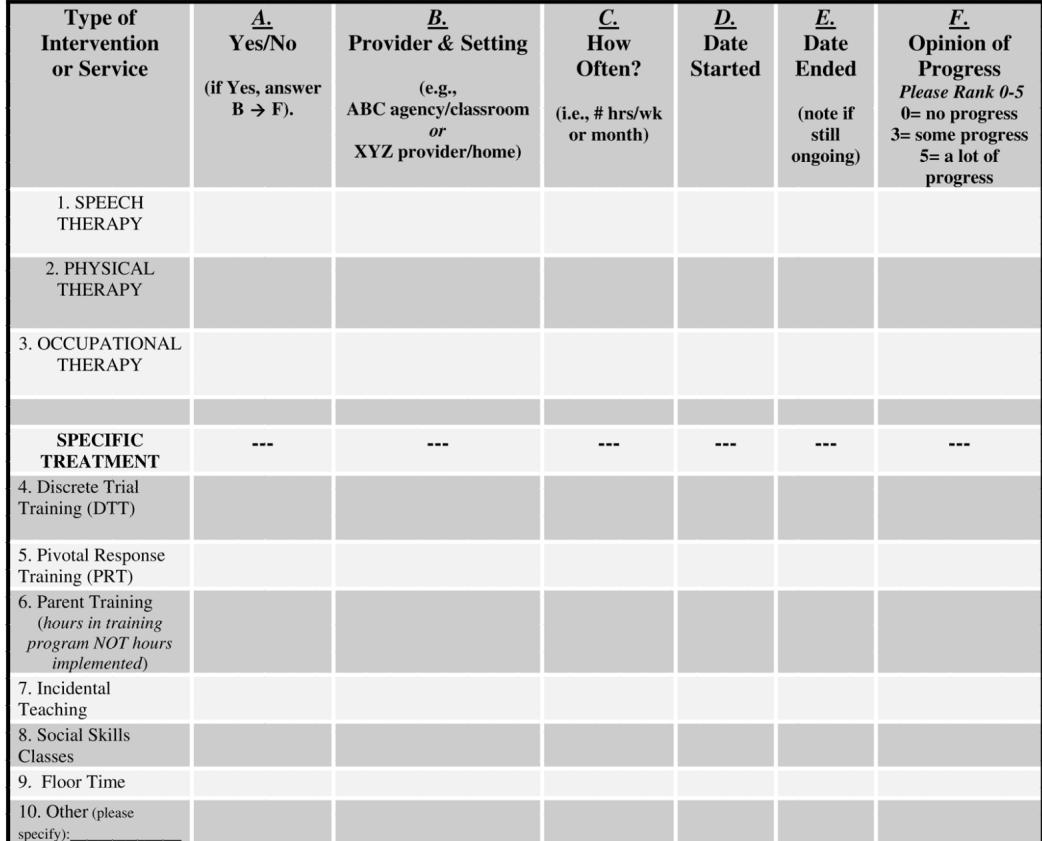 Type of
Intervention
or Service
A.
Yes/No
(if Yes, answer
B → F).
B.
Provider & Setting
(e.g.,
ABC agency/classroom
or
XYZ provider/home)
C.
How
Often?
(i.e., # hrs/wk
or month)
D.
Date
Started
E.
Date
Ended
(note if
still
ongoing)
F.
Opinion of
Progress
Please Rank 0-5
0= no progress
3= some progress
5= a lot of
progress
1. SPEECH
THERAPY
2. PHYSICAL
THERAPY
3. OCCUPATIONAL
THERAPY
SPECIFIC
TREATMENT
--- --- --- --- --- ---
4. Discrete Trial
Training (DTT)
5. Pivotal Response
Training (PRT)
6. Parent Training
(hours in training
program NOT hours
implemented)
7. Incidental
Teaching
8. Social Skills
Classes
9. Floor Time
10. Other (please
specify):______________